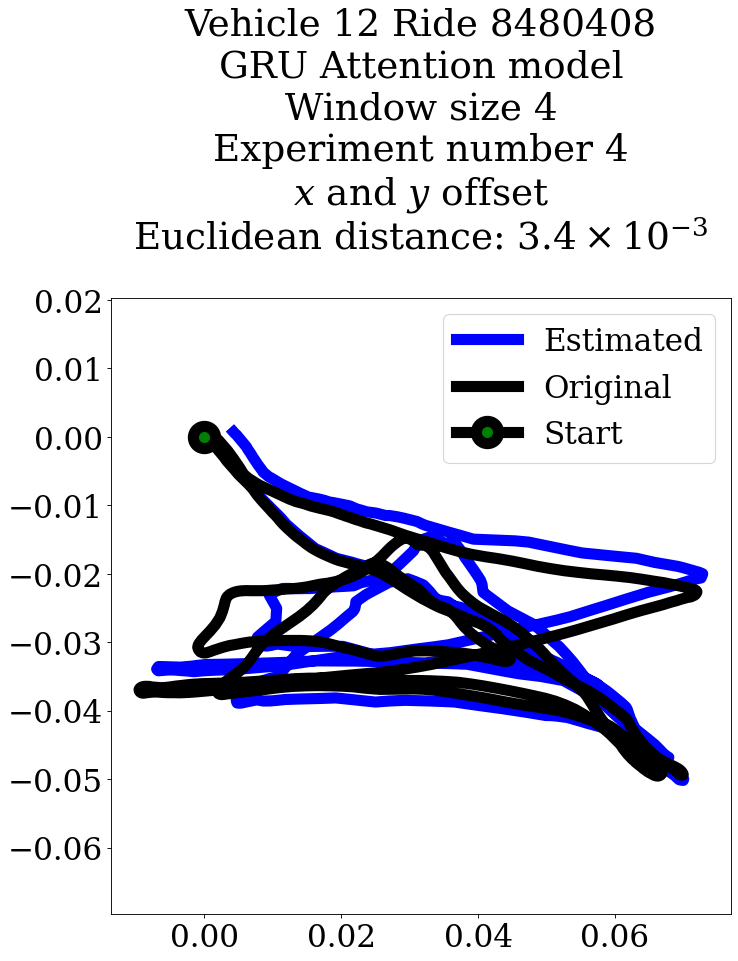 Vehicle 12 Ride 8480408
GRU Attention model
Window size 4
Experiment number 4
x and y offset
Euclidean distance: 3.4 × 10⁻³
0.02
0.01
0.00
−0.01
−0.02
−0.03
−0.04
−0.05
−0.06
Estimated
Original
Start
0.00 0.02 0.04 0.06